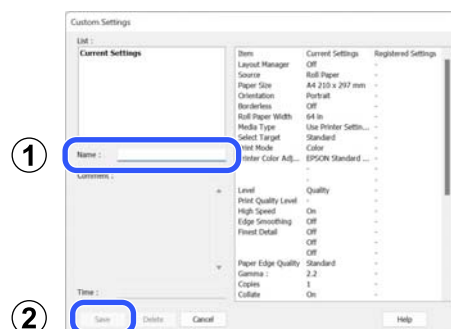 Custom Settings
List :
Current Settings
Item Current Settings Registered Settings
Layout Manager Off -
Source Roll Paper -
Paper Size A4 210 x 297 mm -
Orientation Portrait -
Borderless Off -
Roll Paper Width 64 in -
Media Type Use Printer Settin... -
Select Target Standard -
Print Mode Color -
Printer Color Adj... EPSON Standard ... -
1
Name :
Comment :
Level Quality -
Print Quality Level - -
High Speed On -
Edge Smoothing Off -
Finest Detail Off -
Off -
Off -
Paper Edge Quality Standard -
Gamma : 2.2 -
Copies 1 -
Collate On -
Time :
2
Save Delete Cancel Help